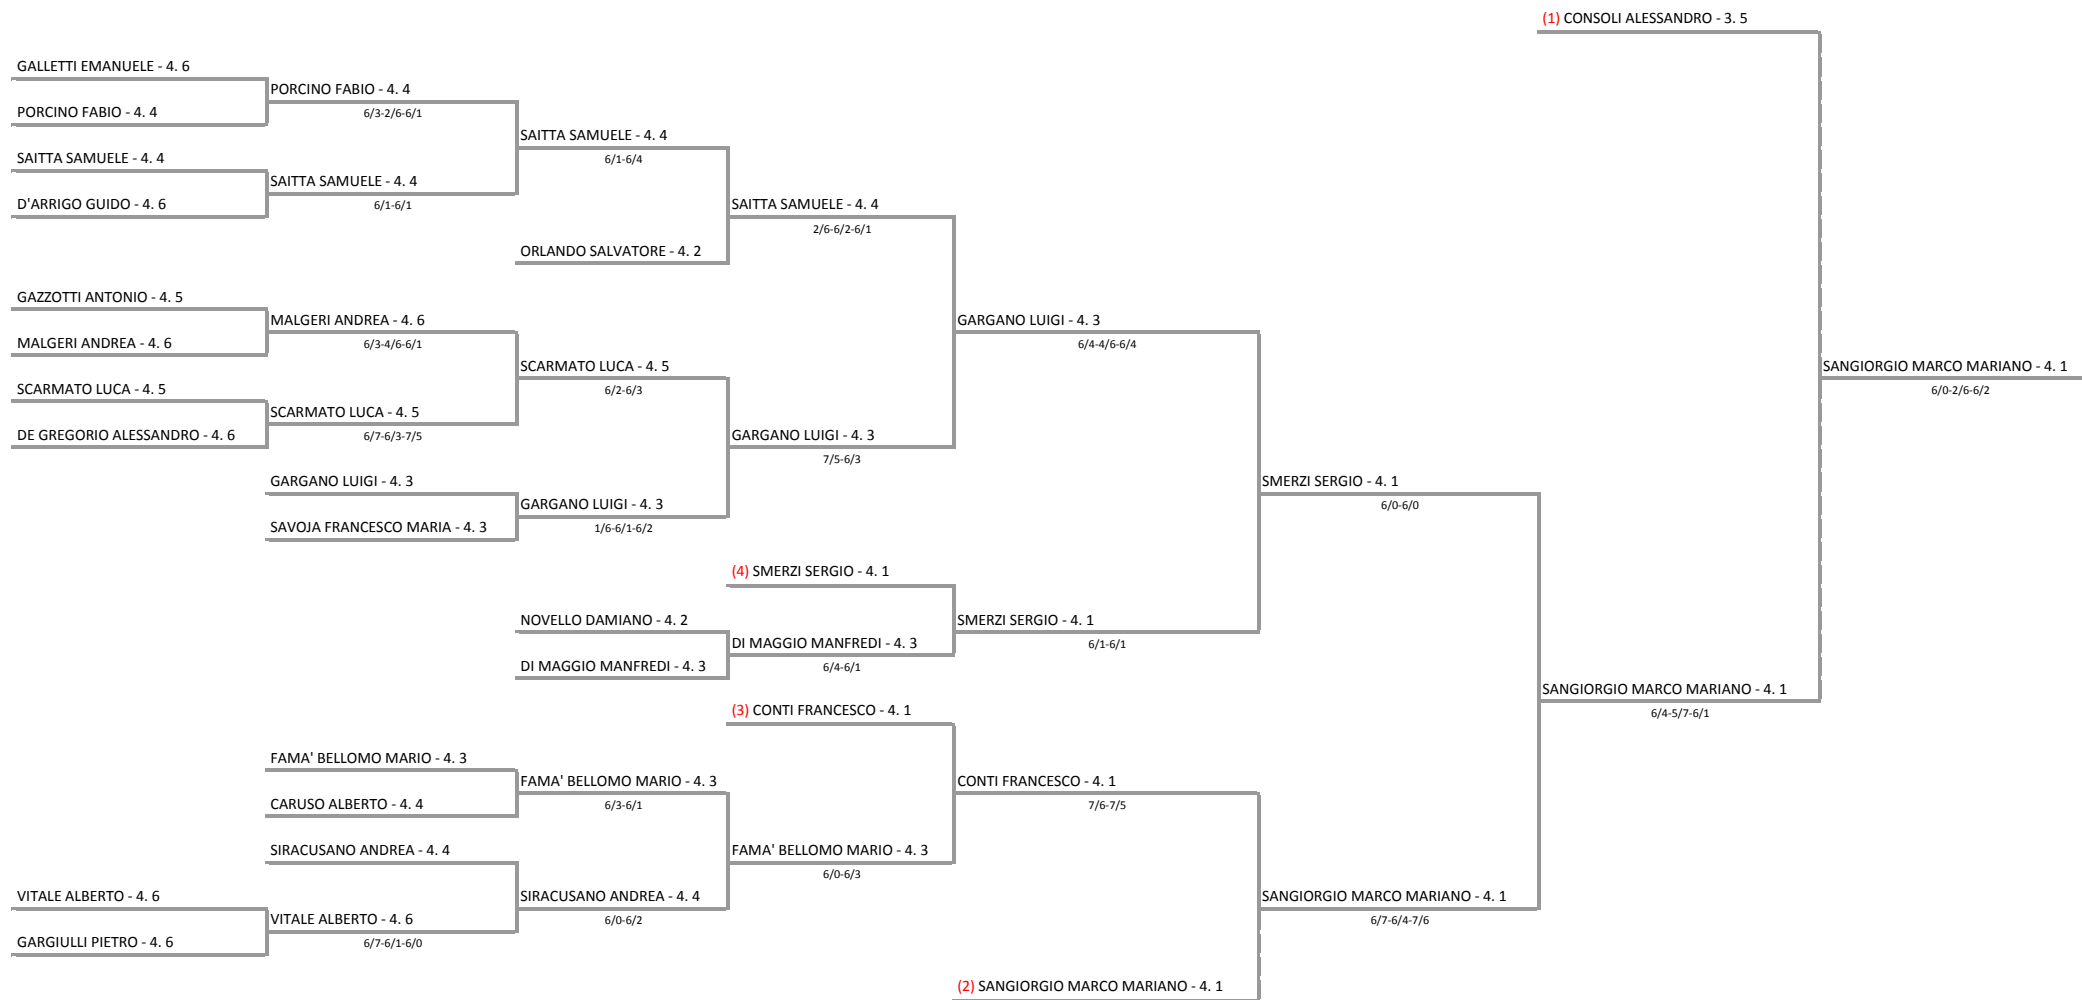 (1) CONSOLI ALESSANDRO - 3. 5
GALLETTI EMANUELE - 4. 6
PORCINO FABIO - 4. 4
PORCINO FABIO - 4. 4
6/3-2/6-6/1
SAITTA SAMUELE - 4. 4
6/1-6/4
SAITTA SAMUELE - 4. 4
SAITTA SAMUELE - 4. 4
6/1-6/1
D'ARRIGO GUIDO - 4. 6
SAITTA SAMUELE - 4. 4
2/6-6/2-6/1
ORLANDO SALVATORE - 4. 2
GAZZOTTI ANTONIO - 4. 5
MALGERI ANDREA - 4. 6
6/3-4/6-6/1
MALGERI ANDREA - 4. 6
GARGANO LUIGI - 4. 3
6/4-4/6-6/4
SCARMATO LUCA - 4. 5
6/2-6/3
SANGIORGIO MARCO MARIANO - 4. 1
6/0-2/6-6/2
SCARMATO LUCA - 4. 5
SCARMATO LUCA - 4. 5
6/7-6/3-7/5
DE GREGORIO ALESSANDRO - 4. 6
GARGANO LUIGI - 4. 3
7/5-6/3
GARGANO LUIGI - 4. 3
SMERZI SERGIO - 4. 1
6/0-6/0
GARGANO LUIGI - 4. 3
1/6-6/1-6/2
SAVOJA FRANCESCO MARIA - 4. 3
(4) SMERZI SERGIO - 4. 1
NOVELLO DAMIANO - 4. 2
SMERZI SERGIO - 4. 1
6/1-6/1
DI MAGGIO MANFREDI - 4. 3
6/4-6/1
DI MAGGIO MANFREDI - 4. 3
SANGIORGIO MARCO MARIANO - 4. 1
6/4-5/7-6/1
(3) CONTI FRANCESCO - 4. 1
FAMA' BELLOMO MARIO - 4. 3
FAMA' BELLOMO MARIO - 4. 3
6/3-6/1
CONTI FRANCESCO - 4. 1
7/6-7/5
CARUSO ALBERTO - 4. 4
SIRACUSANO ANDREA - 4. 4
FAMA' BELLOMO MARIO - 4. 3
6/0-6/3
VITALE ALBERTO - 4. 6
SIRACUSANO ANDREA - 4. 4
6/0-6/2
SANGIORGIO MARCO MARIANO - 4. 1
6/7-6/4-7/6
VITALE ALBERTO - 4. 6
6/7-6/1-6/0
GARGIULLI PIETRO - 4. 6
(2) SANGIORGIO MARCO MARIANO - 4. 1